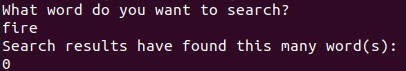 What word do you want to search?
fire
Search results have found this many word(s):
0